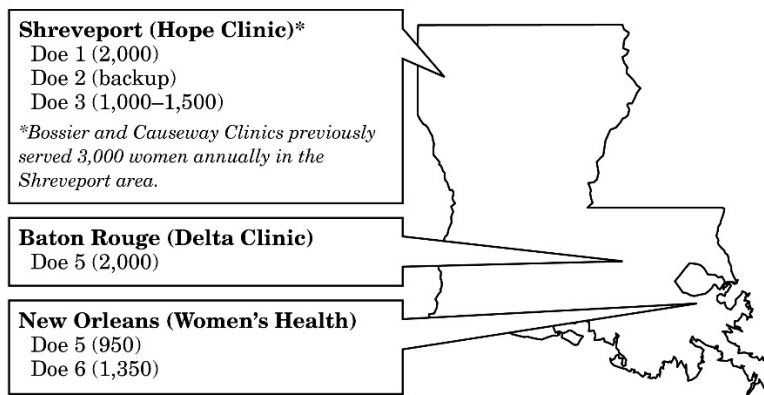 Shreveport (Hope Clinic)*
Doe 1 (2,000)
Doe 2 (backup)
Doe 3 (1,000–1,500)
*Bossier and Causeway Clinics previously
served 3,000 women annually in the
Shreveport area.
Baton Rouge (Delta Clinic)
Doe 5 (2,000)
New Orleans (Women's Health)
Doe 5 (950)
Doe 6 (1,350)